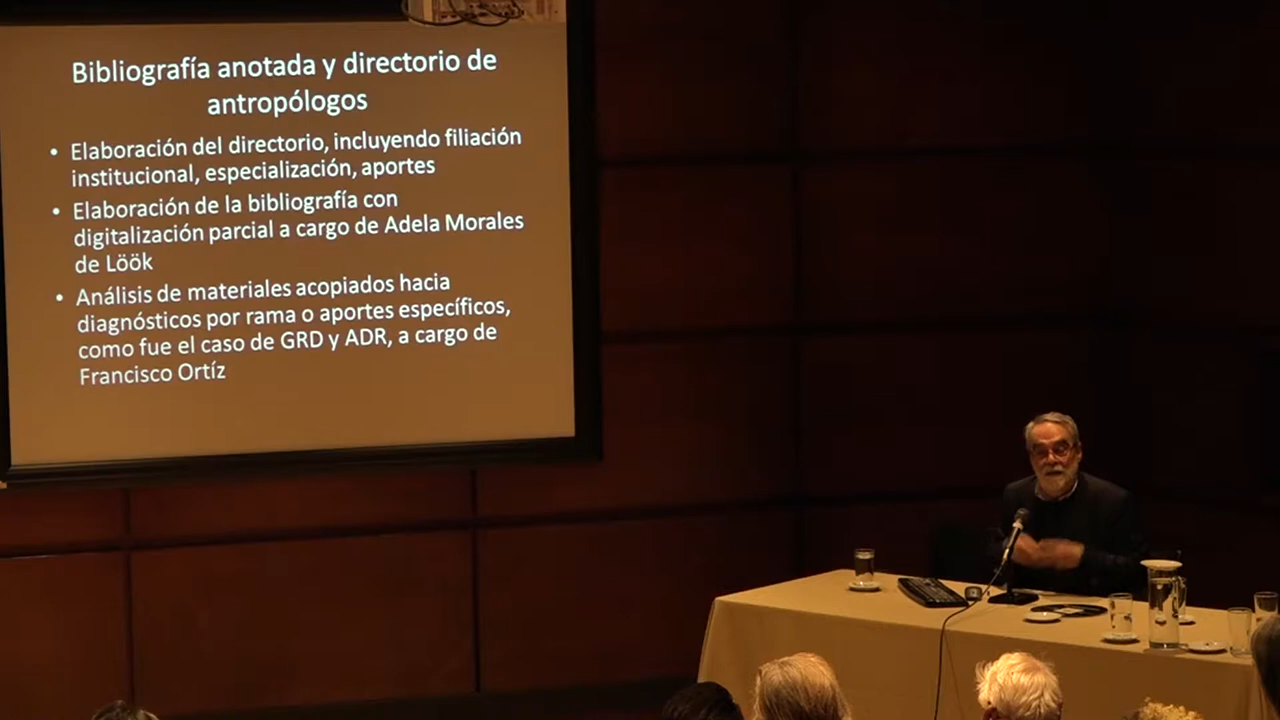 Bibliografía anotada y directorio de
antropólogos
• Elaboración del directorio, incluyendo filiación
institucional, especialización, aportes
• Elaboración de la bibliografía con
digitalización parcial a cargo de Adela Morales
de Löök
• Análisis de materiales acopiados hacia
diagnósticos por rama o aportes específicos,
como fue el caso de GRD y ADR, a cargo de
Francisco Ortíz